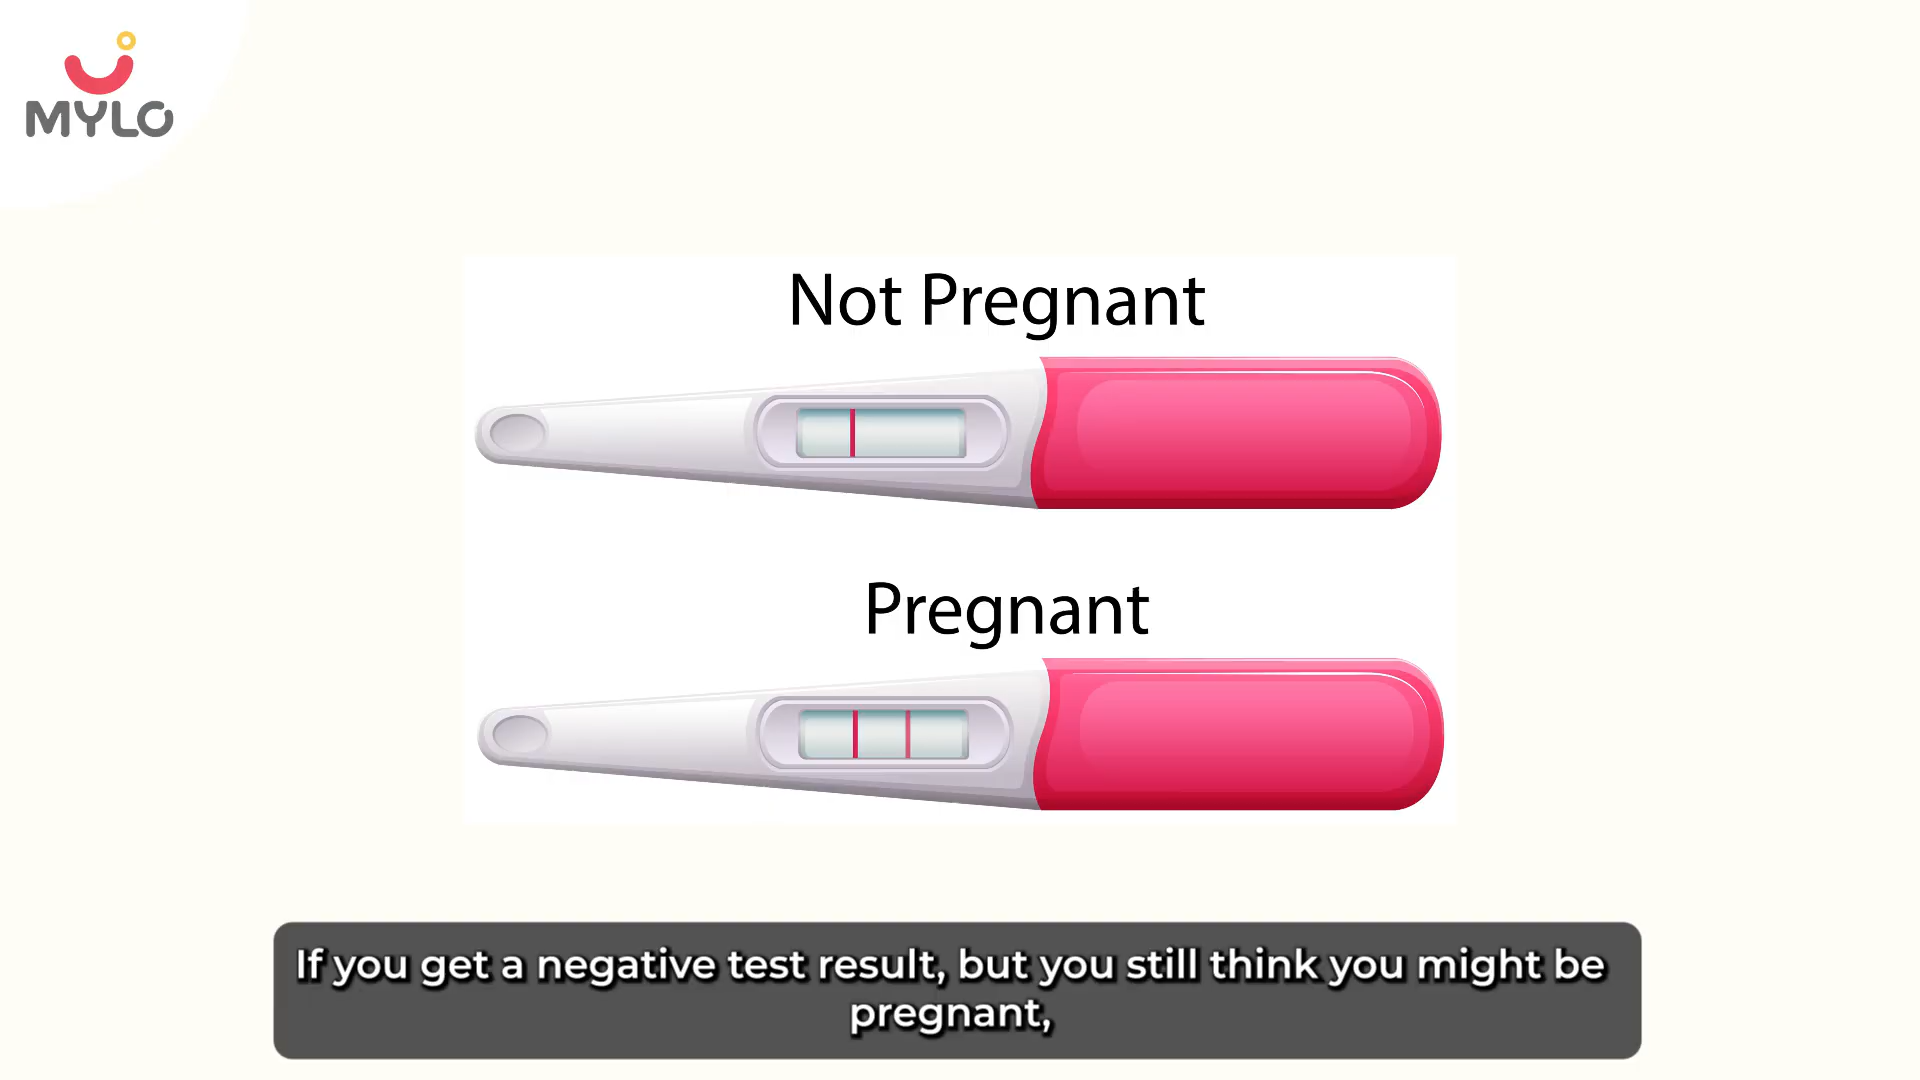 MYLO
Not Pregnant
Pregnant
If you get a negative test result, but you still think you might be
pregnant,